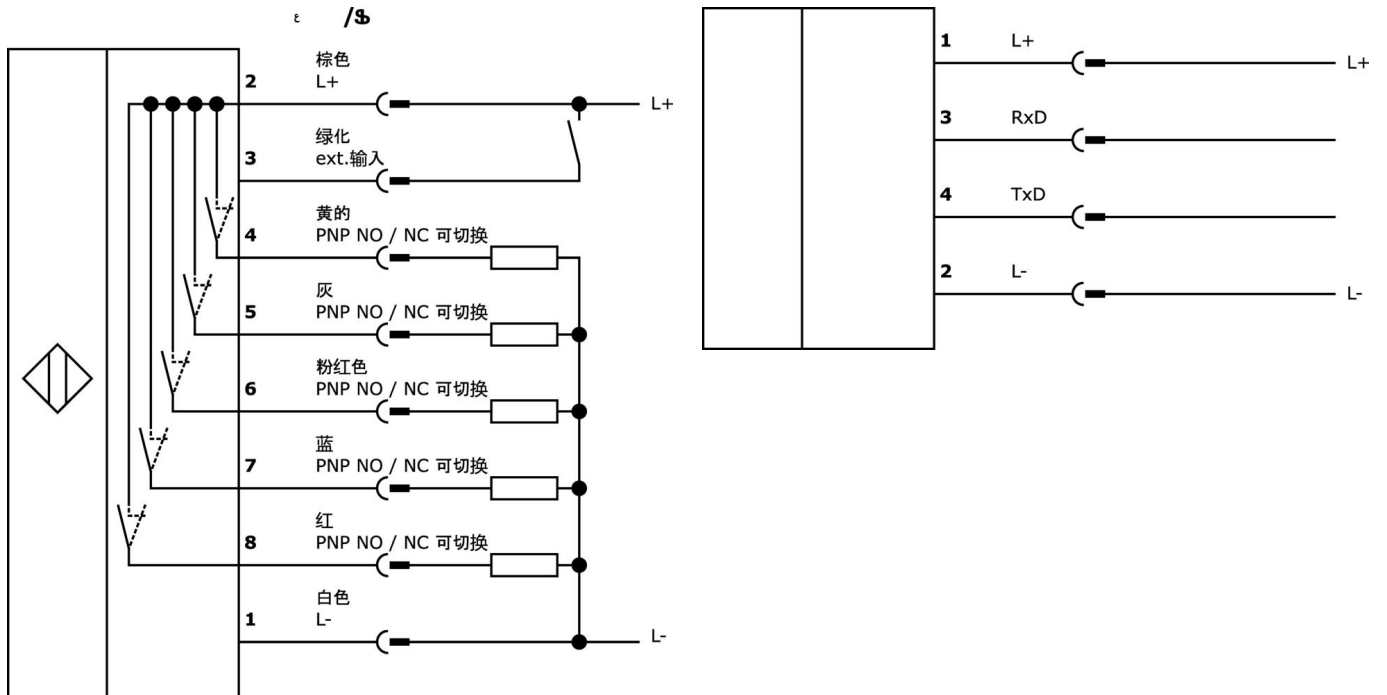 棕色
2 L+ L+
绿化
3 ext.输入
黄的
4 PNP NO / NC 可切换
灰
5 PNP NO / NC 可切换
粉红色
6 PNP NO / NC 可切换
蓝
7 PNP NO / NC 可切换
红
8 PNP NO / NC 可切换
白色
1 L- L-
1 L+ L+
3 RxD
4 TxD
2 L- L-